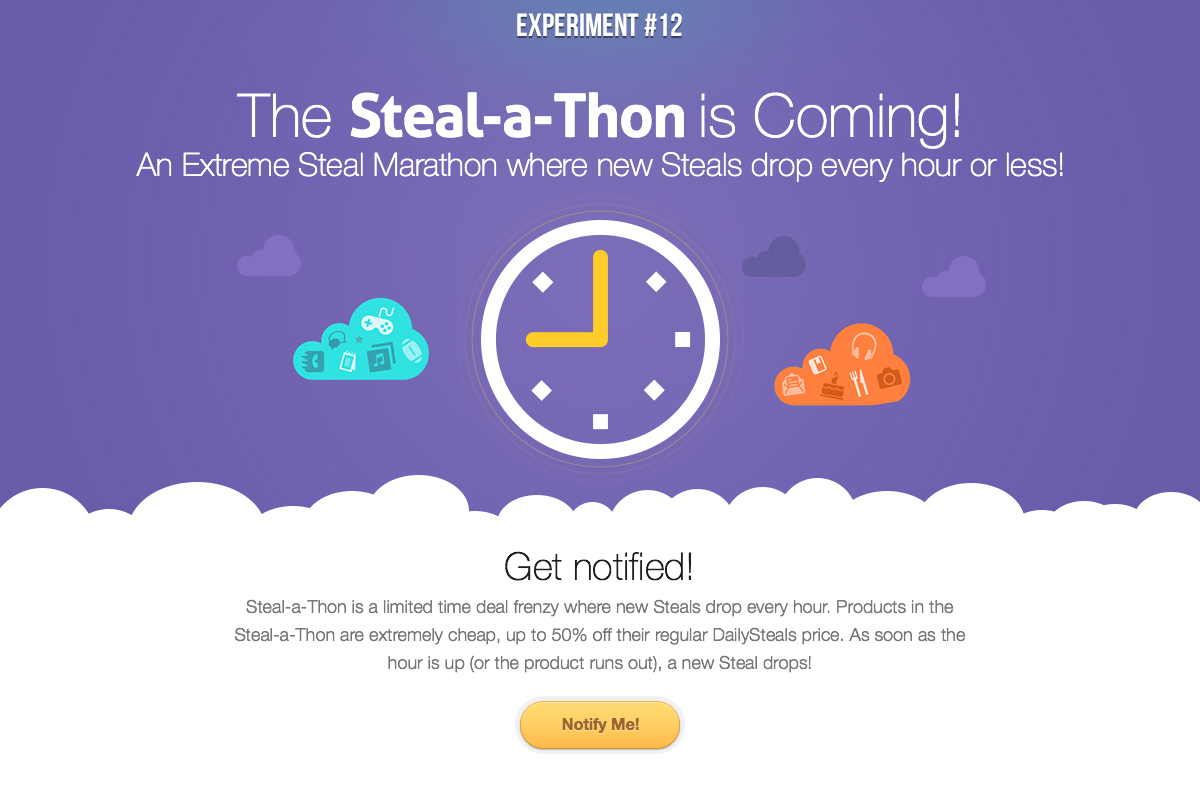 EXPERIMENT #12
The Steal-a-Thon is Coming!
An Extreme Steal Marathon where new Steals drop every hour or less!
Get notified!
Steal-a-Thon is a limited time deal frenzy where new Steals drop every hour. Products in the
Steal-a-Thon are extremely cheap, up to 50% off their regular DailySteals price. As soon as the
hour is up (or the product runs out), a new Steal drops!
Notify Me!